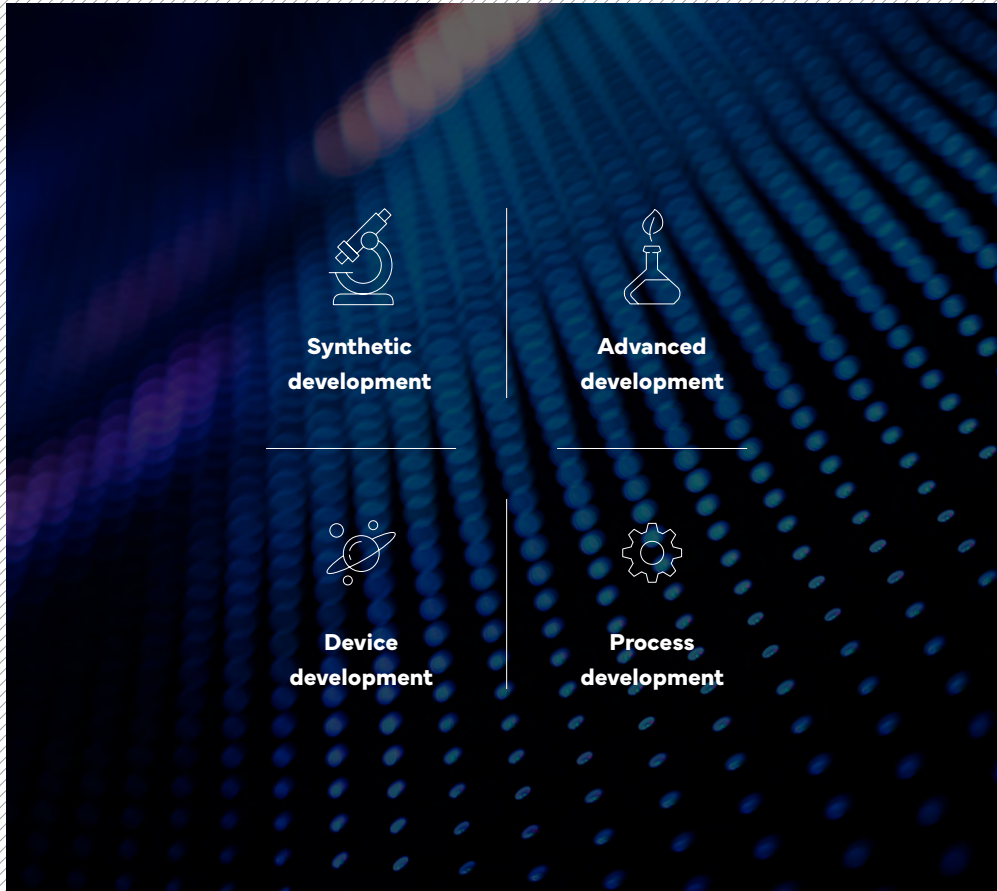 Synthetic
development
Advanced
development
Device
development
Process
development